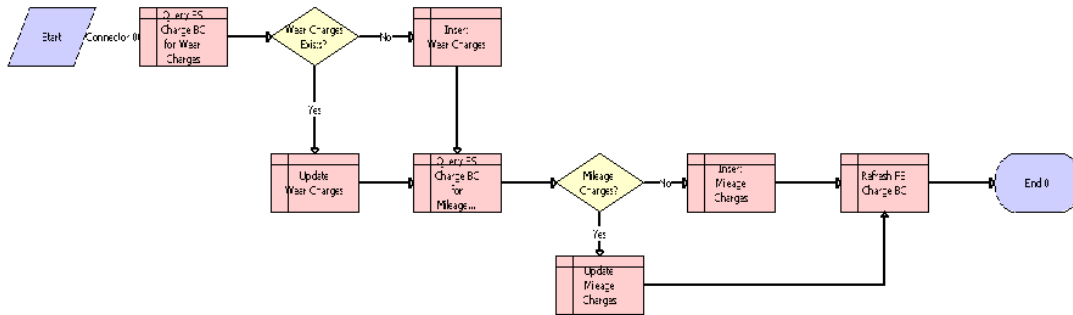 Start
Connector 0
Query FS
Charge BC
for Wear
Charges
Wear Charges
Exists?
No
Insert
Wear Charges
Yes
Update
Wear Charges
Query FS
Charge BC
for
Mileage...
Mileage
Charges?
No
Insert
Mileage
Charges
Refresh FS
Charge BC
End 0
Yes
Update
Mileage
Charges